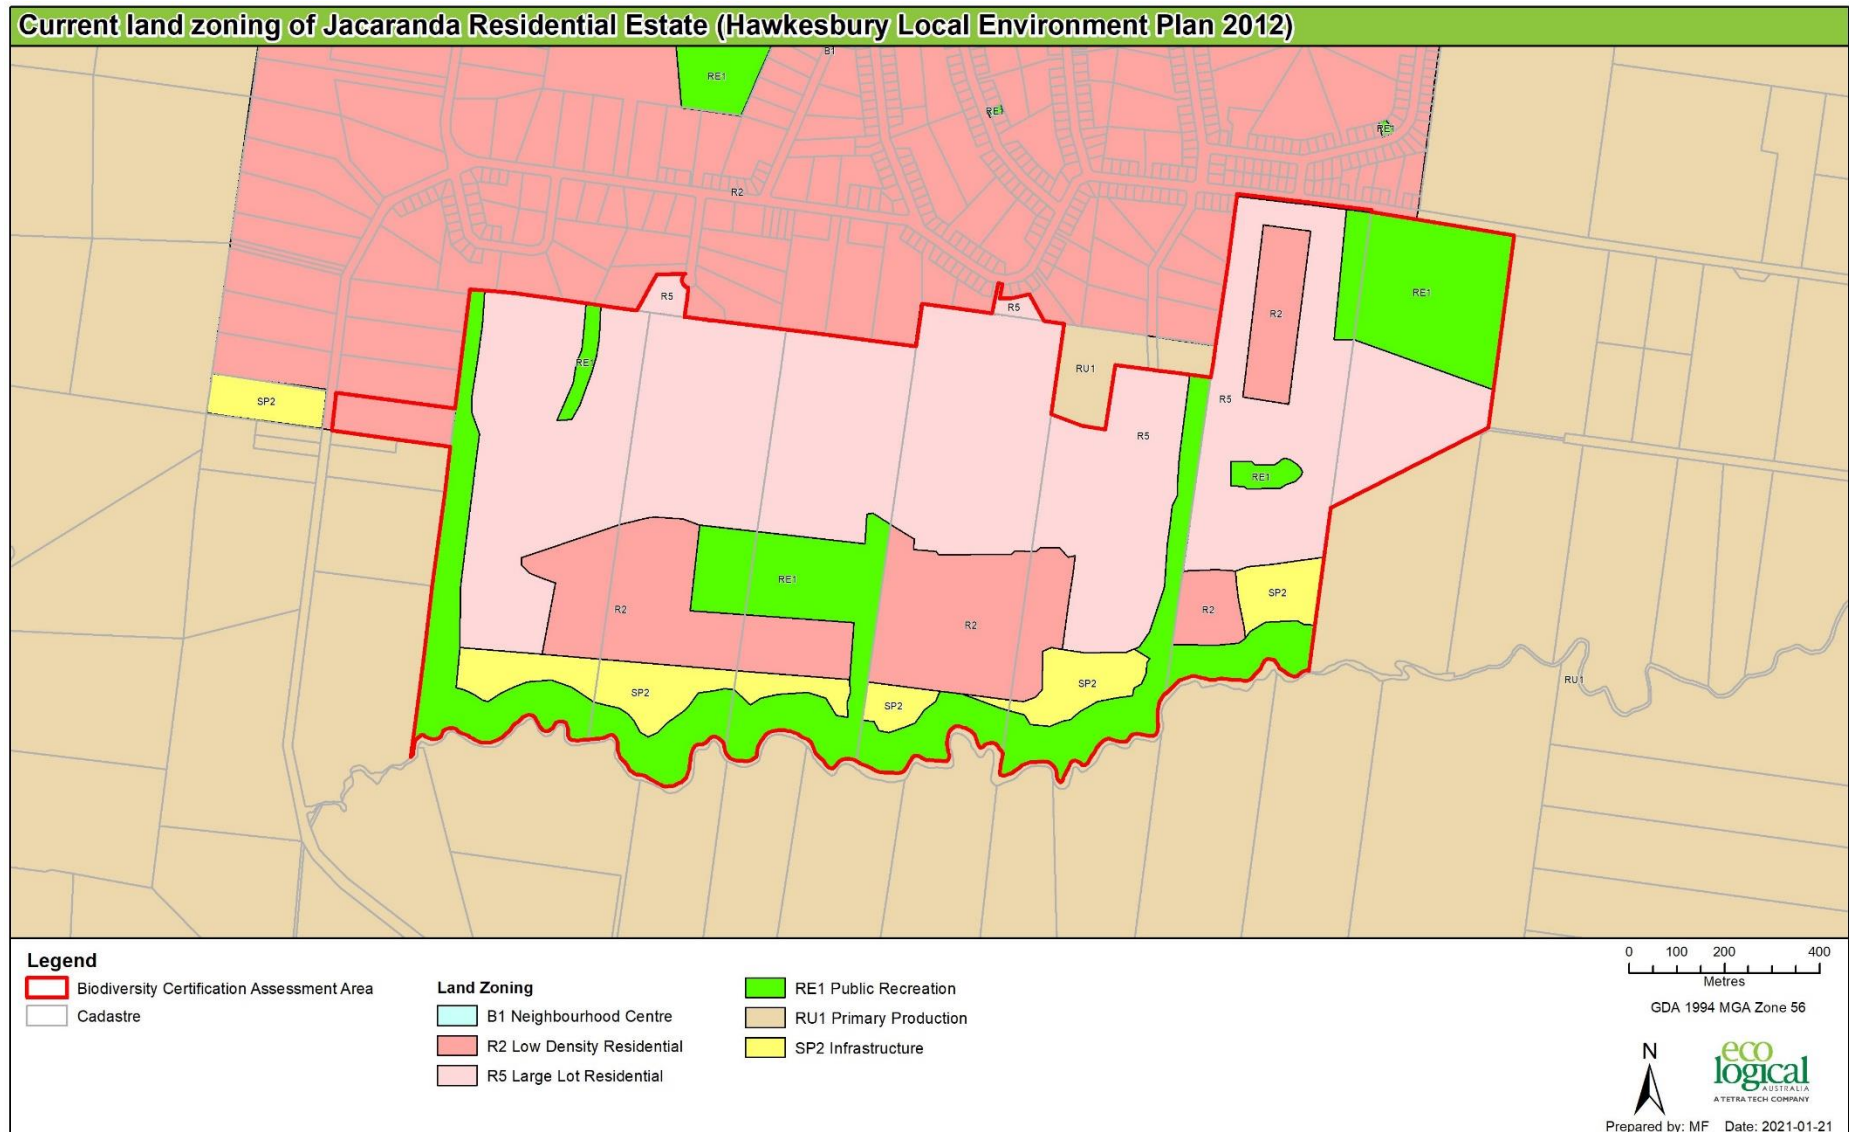 Current land zoning of Jacaranda Residential Estate (Hawkesbury Local Environment Plan 2012)
B1
RE1
RE1
RE1
R2
R5
R5
RE1
R2
RE1
RU1
SP2
R5
R5
RE1
RE1
R2
R2
R2
SP2
SP2
SP2
SP2
RU1
Legend
Biodiversity Certification Assessment Area
Cadastre
Land Zoning
B1 Neighbourhood Centre
R2 Low Density Residential
R5 Large Lot Residential
RE1 Public Recreation
RU1 Primary Production
SP2 Infrastructure
0 100 200 400
Metres
GDA 1994 MGA Zone 56
N
eco
logical
AUSTRALIA
A TETRA TECH COMPANY
Prepared by: MF Date: 2021-01-21